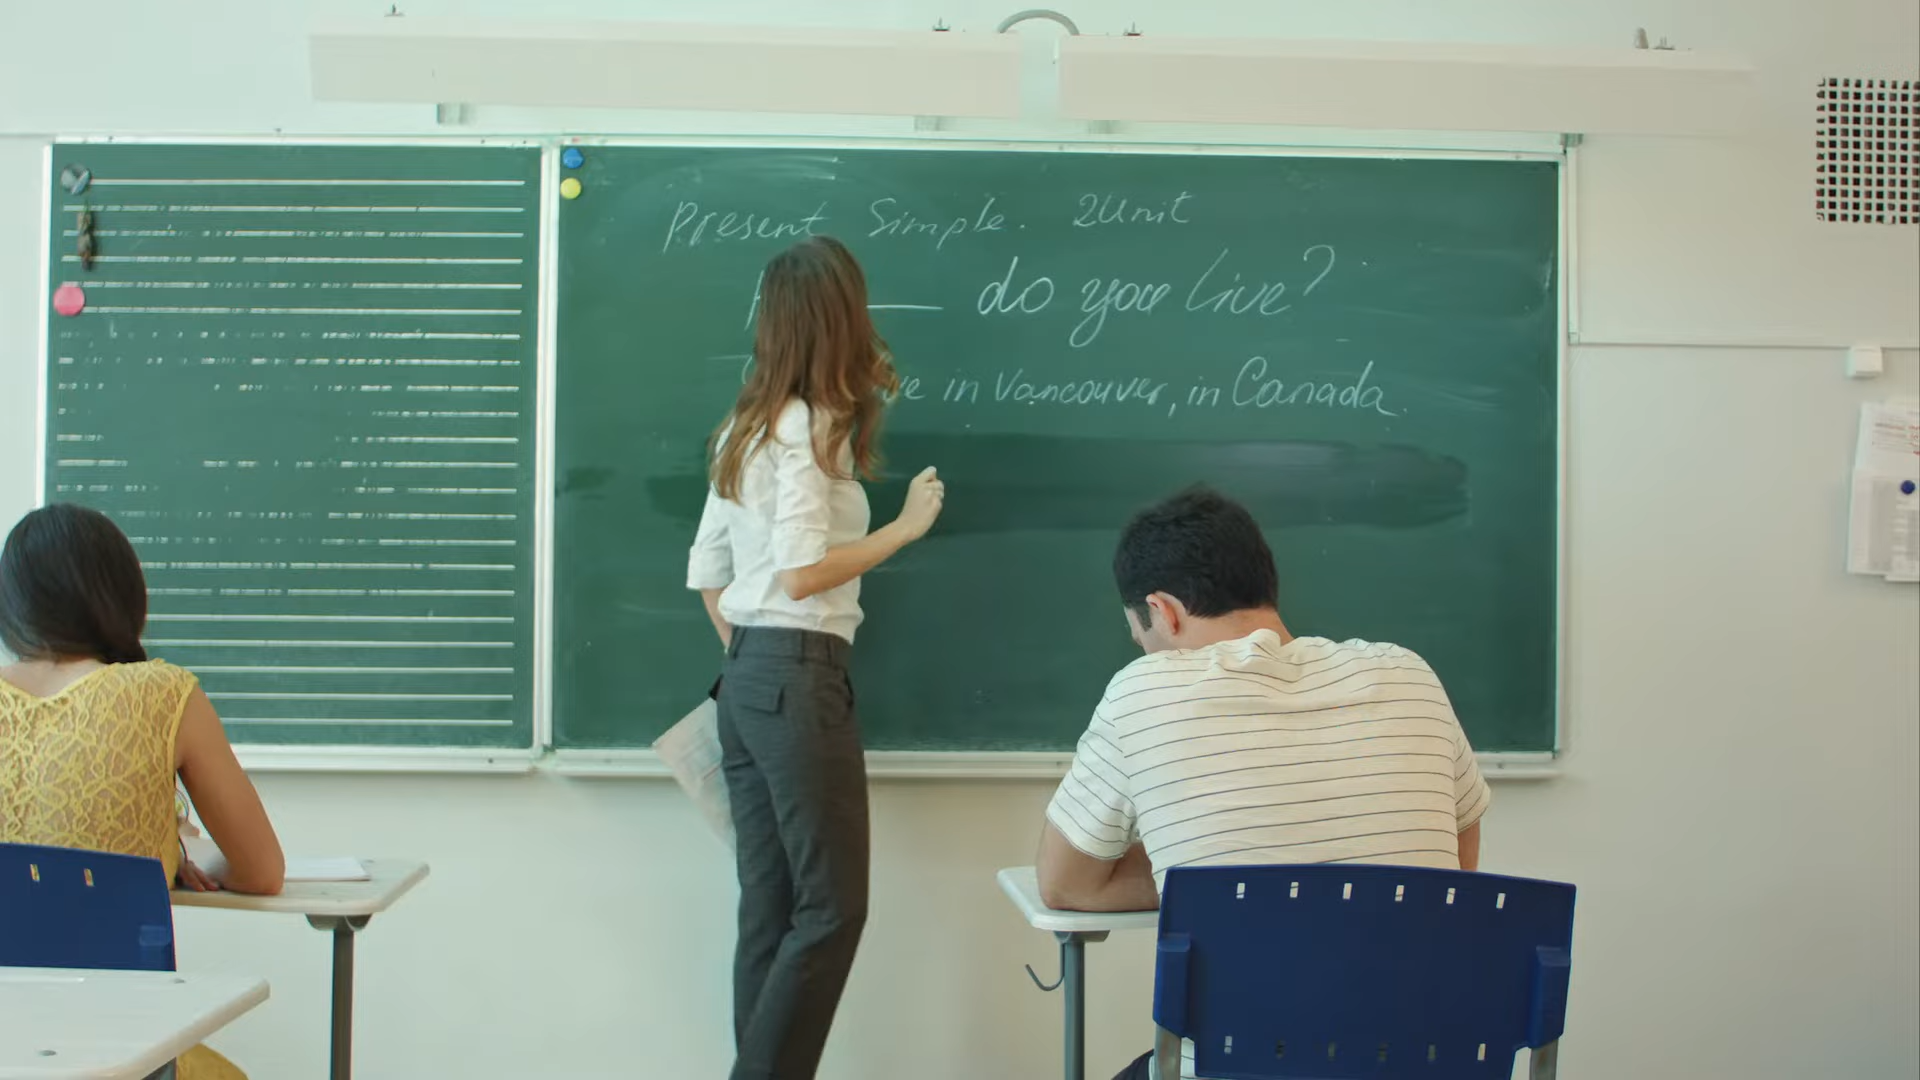 Present Simple. 2Unit
do you live?
in Vancouver, in Canada.